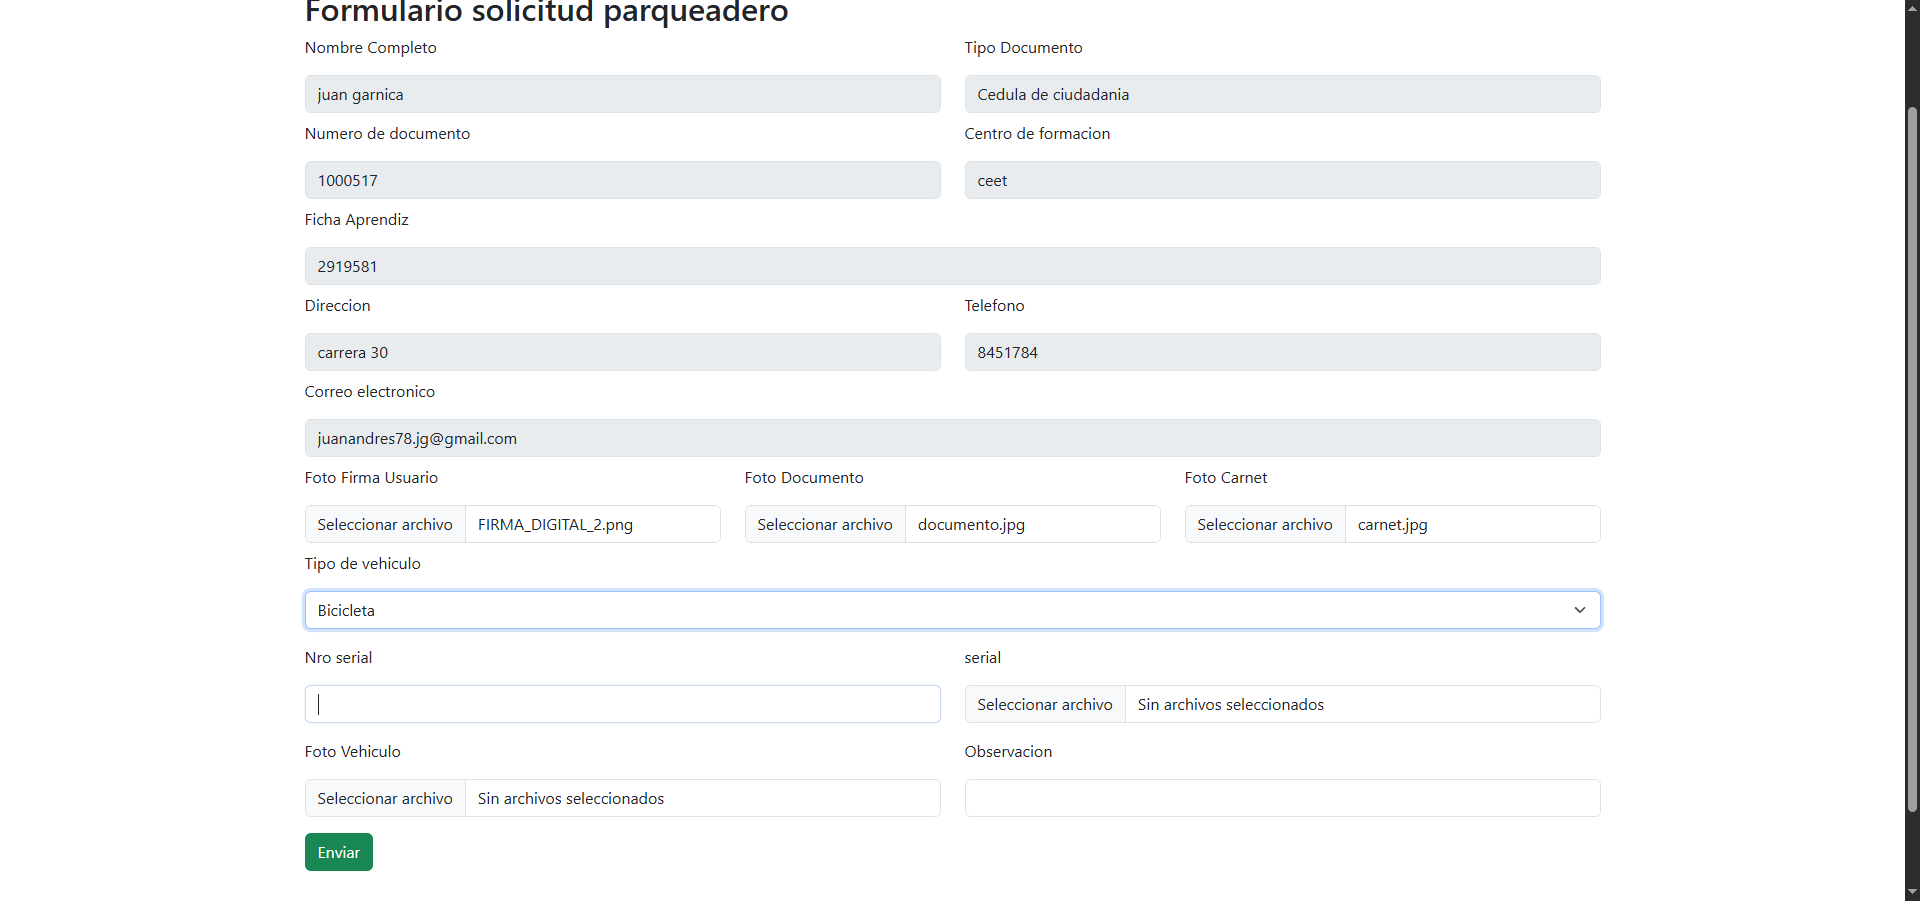 Formulario solicitud parqueadero
Nombre Completo
Tipo Documento
juan garnica
Cedula de ciudadania
Numero de documento
Centro de formacion
1000517
ceet
Ficha Aprendiz
2919581
Direccion
Telefono
carrera 30
8451784
Correo electronico
juanandres78.jg@gmail.com
Foto Firma Usuario
Foto Documento
Foto Carnet
Seleccionar archivo FIRMA_DIGITAL_2.png
Seleccionar archivo documento.jpg
Seleccionar archivo carnet.jpg
Tipo de vehiculo
Bicicleta
Nro serial
serial
Seleccionar archivo Sin archivos seleccionados
Foto Vehiculo
Observacion
Seleccionar archivo Sin archivos seleccionados
Enviar